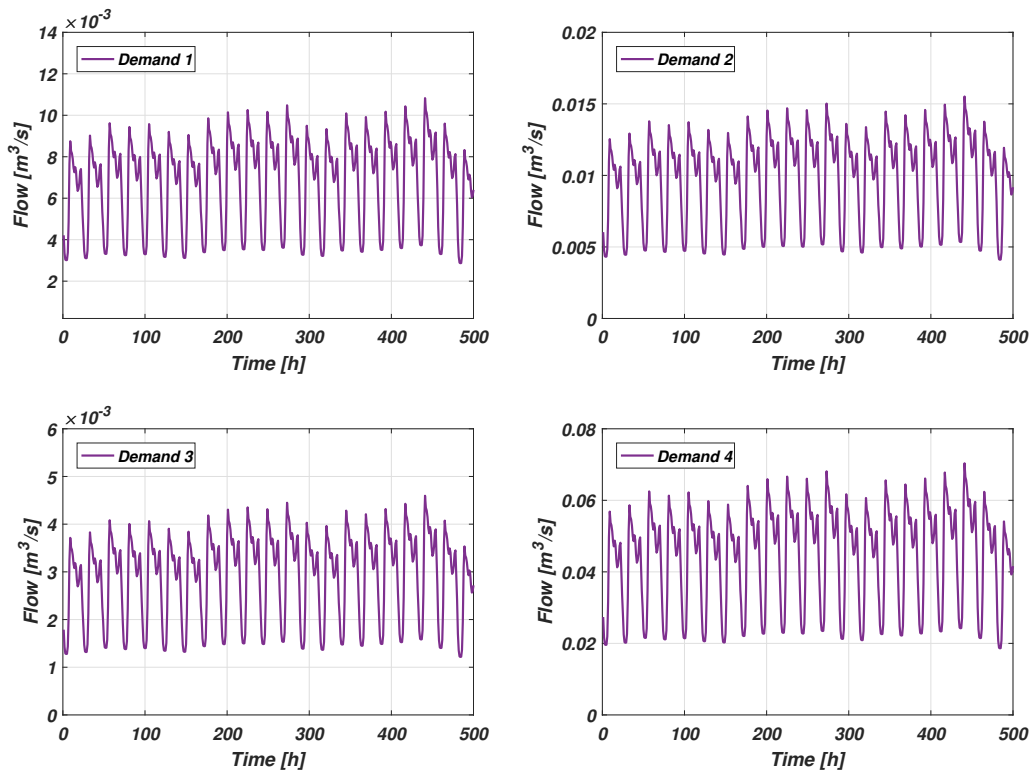 ×10⁻³
14
12
10
8
6
4
2
Flow [m³/s]
Demand 1
0 100 200 300 400 500
Time [h]
0.02
0.015
0.01
0.005
0
Flow [m³/s]
Demand 2
0 100 200 300 400 500
Time [h]
×10⁻³
6
5
4
3
2
1
0
Flow [m³/s]
Demand 3
0 100 200 300 400 500
Time [h]
0.08
0.06
0.04
0.02
0
Flow [m³/s]
Demand 4
0 100 200 300 400 500
Time [h]